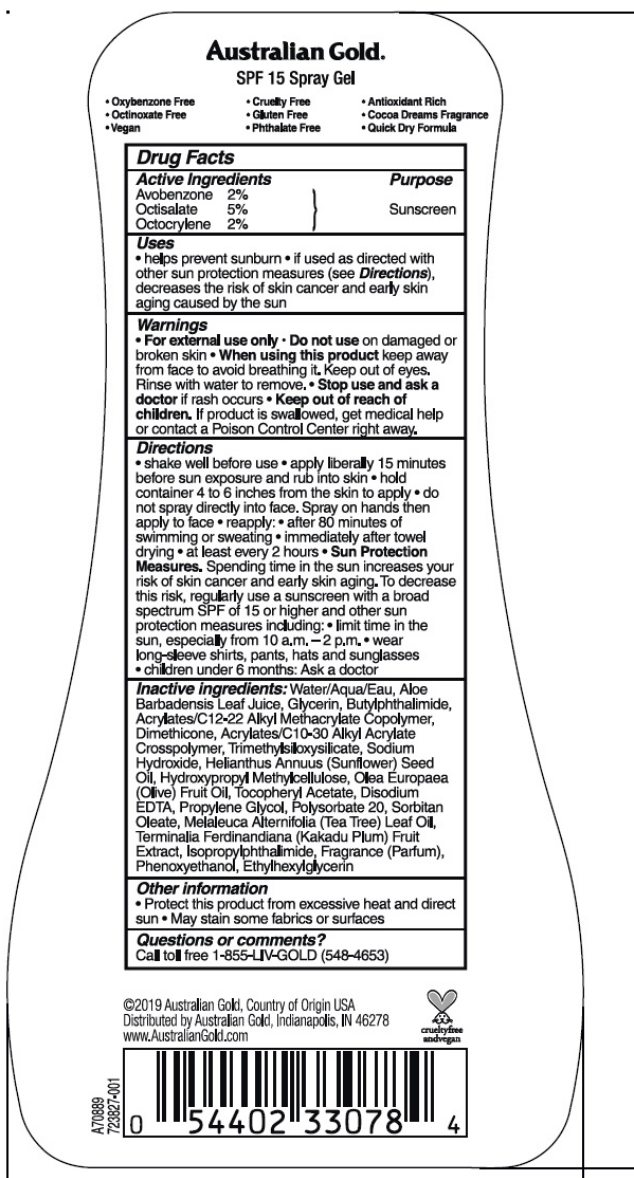 Australian Gold.
SPF 15 Spray Gel
• Oxybenzone Free • Cruelty Free • Antioxidant Rich
• Octinoxate Free • Gluten Free • Cocoa Dreams Fragrance
• Vegan • Phthalate Free • Quick Dry Formula
Drug Facts
Active Ingredients Purpose
Avobenzone 2%
Octisalate 5% Sunscreen
Octocrylene 2%
Uses
• helps prevent sunburn • if used as directed with
other sun protection measures (see Directions),
decreases the risk of skin cancer and early skin
aging caused by the sun
Warnings
• For external use only • Do not use on damaged or
broken skin • When using this product keep away
from face to avoid breathing it. Keep out of eyes.
Rinse with water to remove. • Stop use and ask a
doctor if rash occurs • Keep out of reach of
children. If product is swallowed, get medical help
or contact a Poison Control Center right away.
Directions
• shake well before use • apply liberally 15 minutes
before sun exposure and rub into skin • hold
container 4 to 6 inches from the skin to apply • do
not spray directly into face. Spray on hands then
apply to face • reapply: • after 80 minutes of
swimming or sweating • immediately after towel
drying • at least every 2 hours • Sun Protection
Measures. Spending time in the sun increases your
risk of skin cancer and early skin aging. To decrease
this risk, regularly use a sunscreen with a broad
spectrum SPF of 15 or higher and other sun
protection measures including: • limit time in the
sun, especially from 10 a.m. – 2 p.m. • wear
long-sleeve shirts, pants, hats and sunglasses
• children under 6 months: Ask a doctor
Inactive ingredients: Water/Aqua/Eau, Aloe
Barbadensis Leaf Juice, Glycerin, Butylphthalimide,
Acrylates/C12-22 Alkyl Methacrylate Copolymer,
Dimethicone, Acrylates/C10-30 Alkyl Acrylate
Crosspolymer, Trimethylsiloxysilicate, Sodium
Hydroxide, Helianthus Annuus (Sunflower) Seed
Oil, Hydroxypropyl Methylcellulose, Olea Europaea
(Olive) Fruit Oil, Tocopheryl Acetate, Disodium
EDTA, Propylene Glycol, Polysorbate 20, Sorbitan
Oleate, Melaleuca Alternifolia (Tea Tree) Leaf Oil,
Terminalia Ferdinandiana (Kakadu Plum) Fruit
Extract, Isopropylphthalimide, Fragrance (Parfum),
Phenoxyethanol, Ethylhexylglycerin
Other information
• Protect this product from excessive heat and direct
sun • May stain some fabrics or surfaces
Questions or comments?
Call toll free 1-855-LIV-GOLD (548-4653)
©2019 Australian Gold, Country of Origin USA
Distributed by Australian Gold, Indianapolis, IN 46278
www.AustralianGold.com
crueltyfree
andvegan
A70889
723827-001
0 54402 33078 4